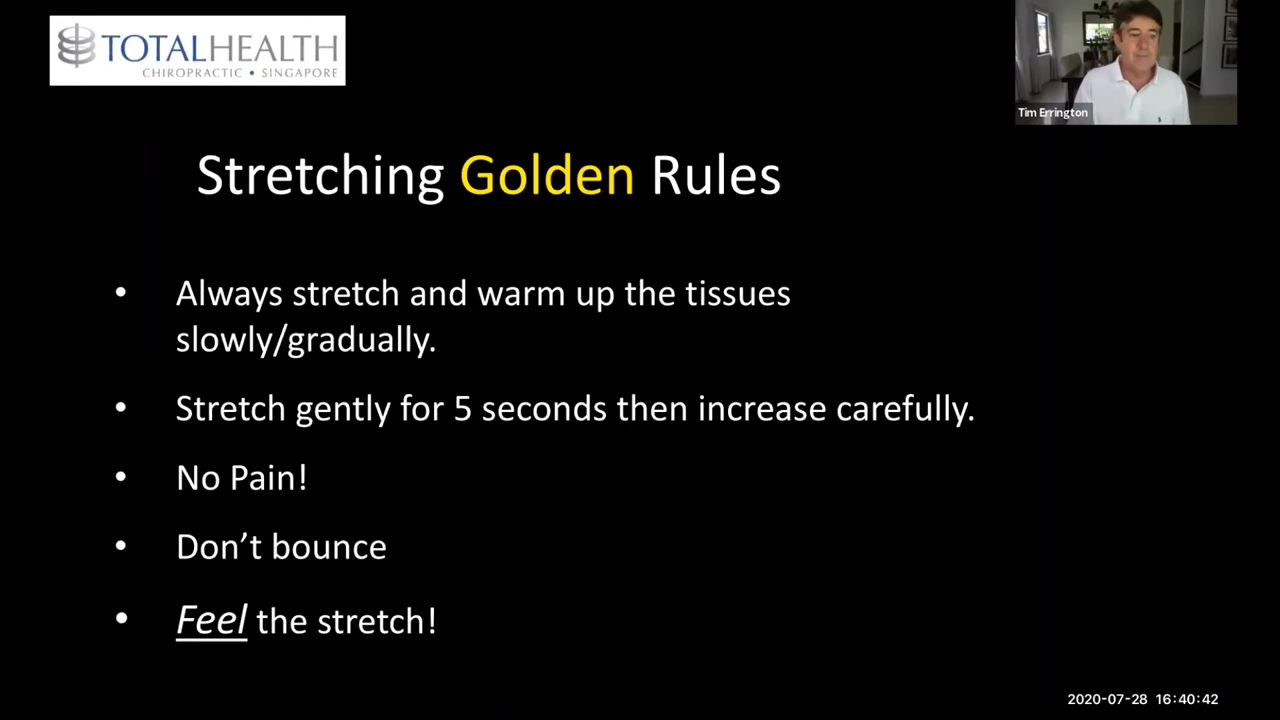 TOTALHEALTH
CHIROPRACTIC • SINGAPORE
Tim Errington
Stretching Golden Rules
• Always stretch and warm up the tissues
slowly/gradually.
• Stretch gently for 5 seconds then increase carefully.
• No Pain!
• Don’t bounce
• Feel the stretch!
2020-07-28 16:40:42